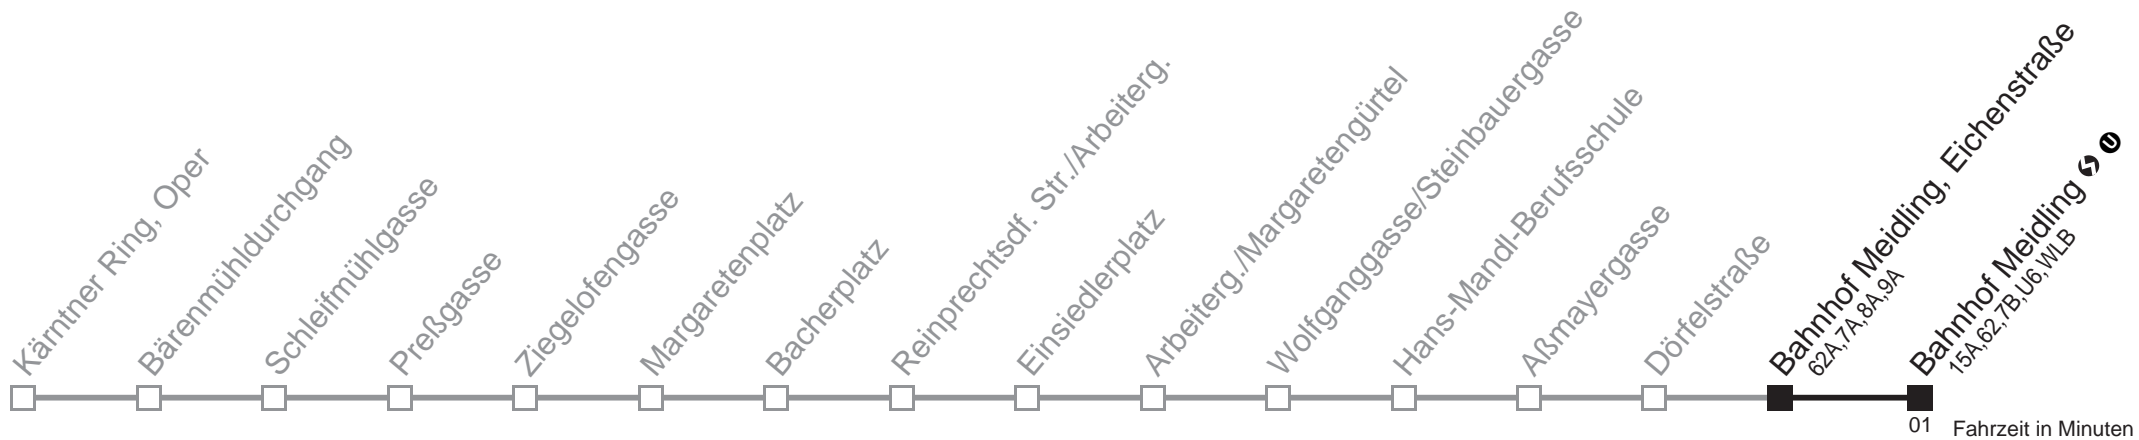 Kärntner Ring, Oper
Bärenmühldurchgang
Schleifmühlgasse
Preßgasse
Ziegelofengasse
Margaretenplatz
Bacherplatz
Reinprechtsdf. Str./Arbeiterg.
Einsiedlerplatz
Arbeiterg./Margaretengürtel
Wolfganggasse/Steinbauergasse
Hans-Mandl-Berufsschule
Aßmayergasse
Dörfelstraße
Bahnhof Meidling, Eichenstraße
62A,7A,8A,9A
Bahnhof Meidling S U
15A,62,7B,U6,WLB
01
Fahrzeit in Minuten